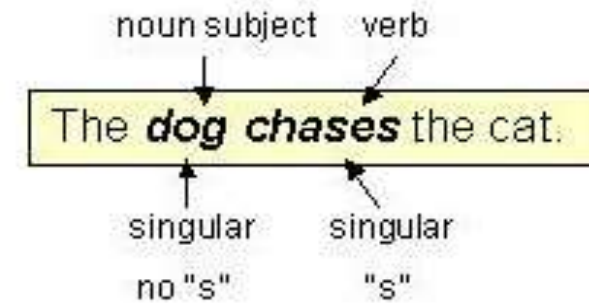 noun subject verb
The dog chases the cat.
singular singular
no "s" "s"